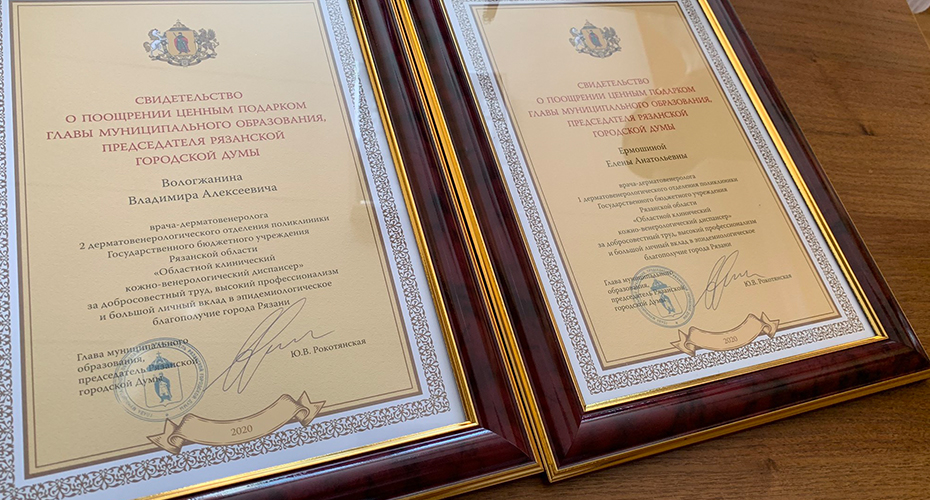 СВИДЕТЕЛЬСТВО
О ПООЩРЕНИИ ЦЕННЫМ ПОДАРКОМ
ГЛАВЫ МУНИЦИПАЛЬНОГО ОБРАЗОВАНИЯ,
ПРЕДСЕДАТЕЛЯ РЯЗАНСКОЙ
ГОРОДСКОЙ ДУМЫ
Вологжанина
Владимира Алексеевича
врача-дерматовенеролога
2 дерматовенерологического отделения поликлиники
Государственного бюджетного учреждения
Рязанской области
«Областной клинический
кожно-венерологический диспансер»
за добросовестный труд, высокий профессионализм
и большой личный вклад в эпидемиологическое
благополучие города Рязани
Глава муниципального
образования,
председатель Рязанской
городской Думы
Ю.В. Рокотянская
2020
СВИДЕТЕЛЬСТВО
О ПООЩРЕНИИ ЦЕННЫМ ПОДАРКОМ
ГЛАВЫ МУНИЦИПАЛЬНОГО ОБРАЗОВАНИЯ,
ПРЕДСЕДАТЕЛЯ РЯЗАНСКОЙ
ГОРОДСКОЙ ДУМЫ
Ермошиной
Елены Анатольевны
врача-дерматовенеролога
1 дерматовенерологического отделения поликлиники
Государственного бюджетного учреждения
Рязанской области
«Областной клинический
кожно-венерологический диспансер»
за добросовестный труд, высокий профессионализм
и большой личный вклад в эпидемиологическое
благополучие города Рязани
Глава муниципального
образования,
председатель Рязанской
городской Думы
Ю.В. Рокотянская
2020